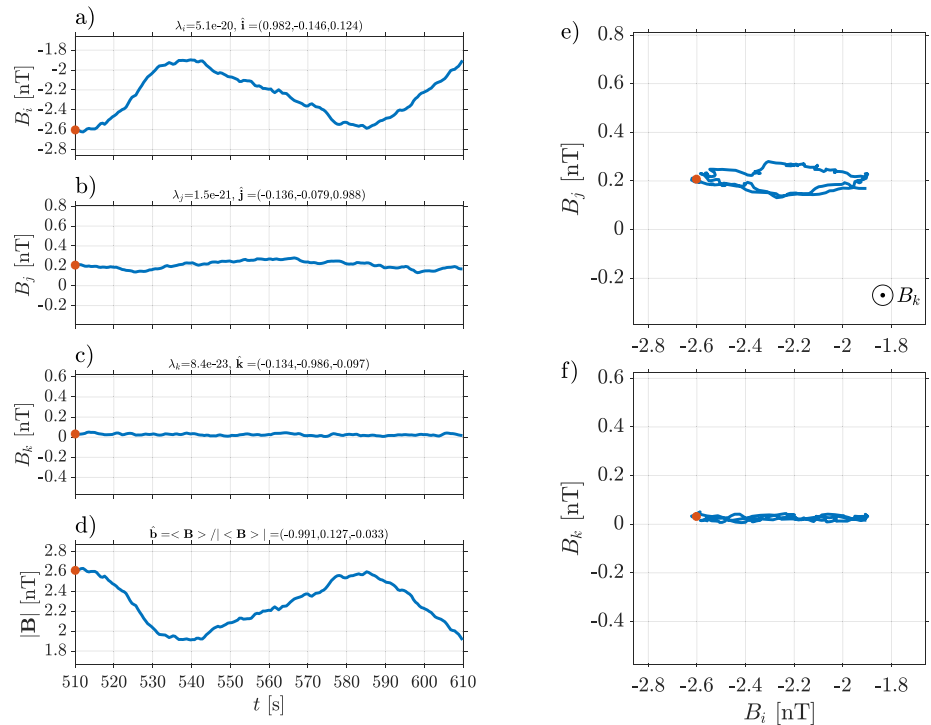 a)
λi=5.1e-20, î =(0.982,-0.146,0.124)
-1.8
-2
-2.2
-2.4
-2.6
-2.8
Bi [nT]
b)
λj=1.5e-21, ĵ =(-0.136,-0.079,0.988)
0.8
0.6
0.4
0.2
0
-0.2
Bj [nT]
c)
λk=8.4e-23, k̂ =(-0.134,-0.986,-0.097)
0.6
0.4
0.2
0
-0.2
-0.4
Bk [nT]
d)
b̂ =< B > /| < B > | =(-0.991,0.127,-0.033)
2.6
2.4
2.2
2
1.8
|B| [nT]
510 520 530 540 550 560 570 580 590 600 610
t [s]
e)
0.8
0.6
0.4
0.2
0
-0.2
Bj [nT]
Bk
-2.8 -2.6 -2.4 -2.2 -2 -1.8
f)
0.6
0.4
0.2
0
-0.2
-0.4
Bk [nT]
-2.8 -2.6 -2.4 -2.2 -2 -1.8
Bi [nT]